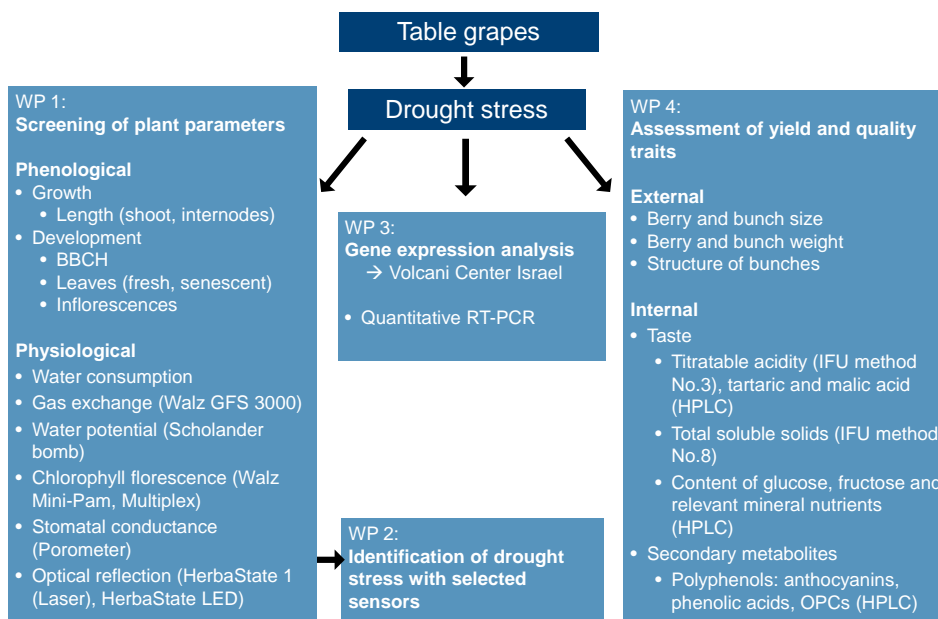 Table grapes
Drought stress
WP 1:
Screening of plant parameters
Phenological
• Growth
• Length (shoot, internodes)
• Development
• BBCH
• Leaves (fresh, senescent)
• Inflorescences
Physiological
• Water consumption
• Gas exchange (Walz GFS 3000)
• Water potential (Scholander
bomb)
• Chlorophyll florescence (Walz
Mini-Pam, Multiplex)
• Stomatal conductance
(Porometer)
• Optical reflection (HerbaState 1
(Laser), HerbaState LED)
WP 3:
Gene expression analysis
→ Volcani Center Israel
• Quantitative RT-PCR
WP 2:
Identification of drought
stress with selected
sensors
WP 4:
Assessment of yield and quality
traits
External
• Berry and bunch size
• Berry and bunch weight
• Structure of bunches
Internal
• Taste
• Titratable acidity (IFU method
No.3), tartaric and malic acid
(HPLC)
• Total soluble solids (IFU method
No.8)
• Content of glucose, fructose and
relevant mineral nutrients
(HPLC)
• Secondary metabolites
• Polyphenols: anthocyanins,
phenolic acids, OPCs (HPLC)